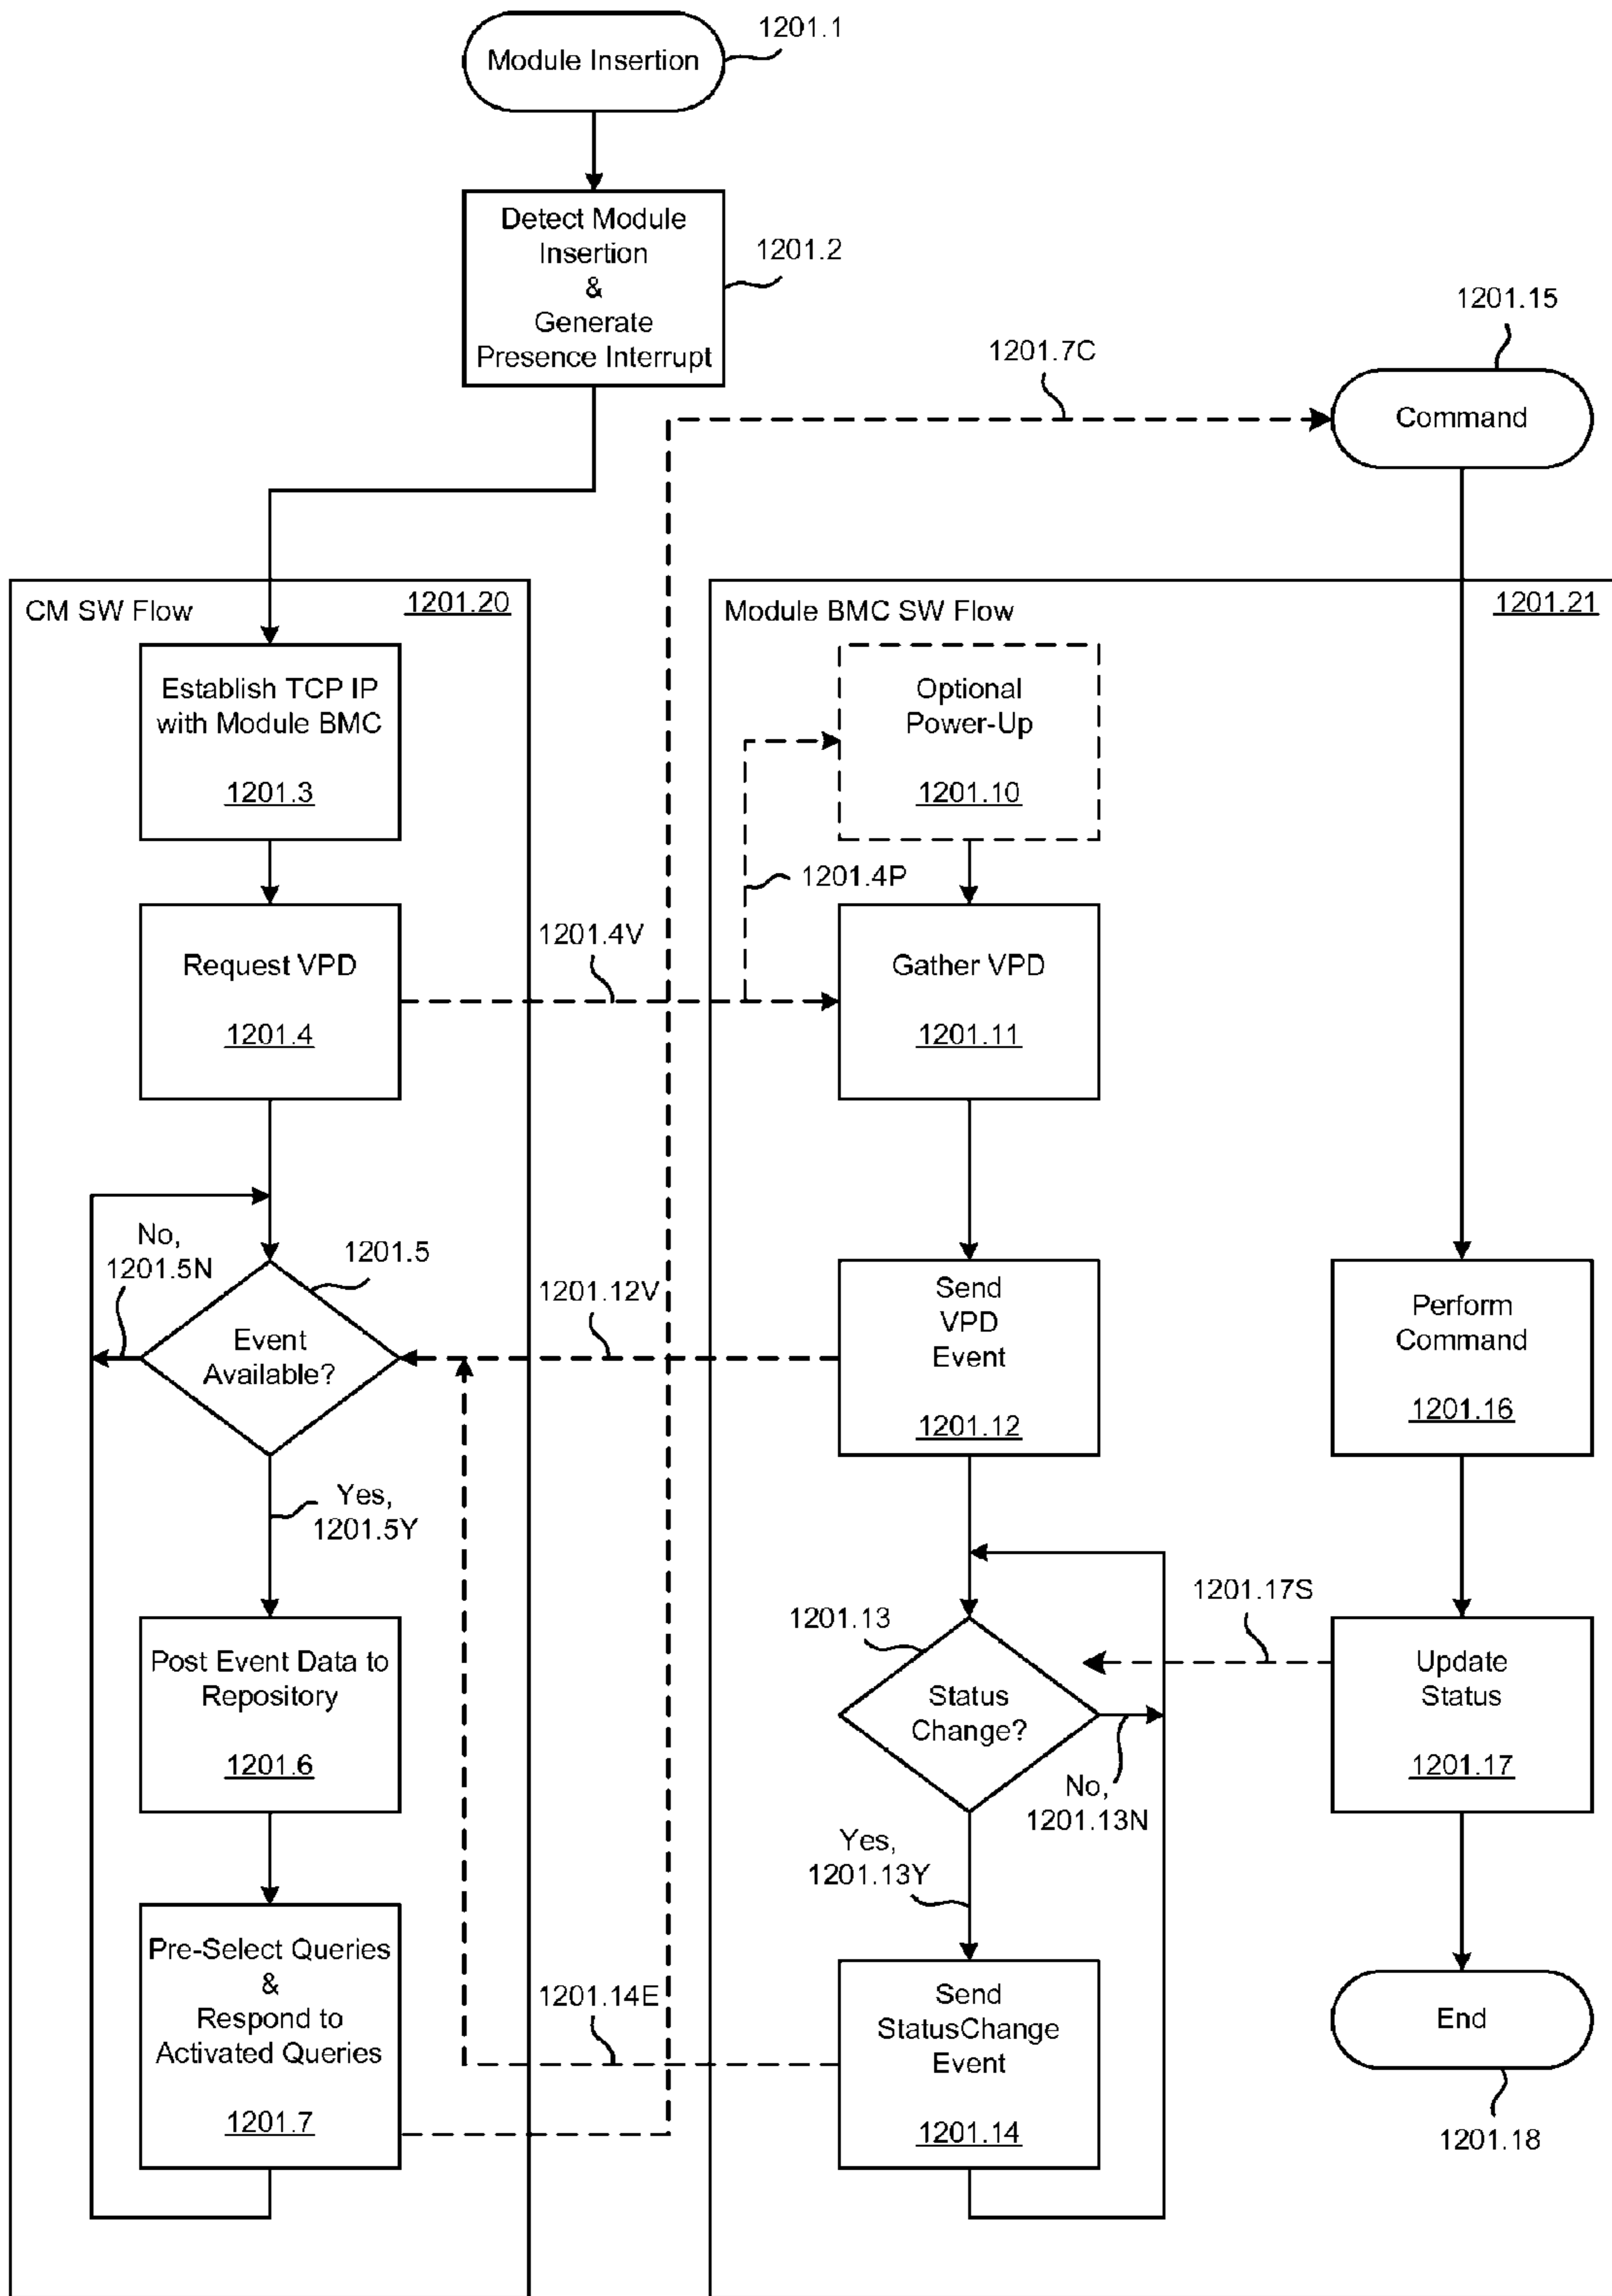 1201.1
Module Insertion
Detect Module
Insertion
&
Generate
Presence Interrupt
1201.2
1201.15
1201.7C
Command
CM SW Flow
1201.20
Establish TCP IP
with Module BMC
1201.3
Request VPD
1201.4
1201.4V
No,
1201.5N
1201.5
Event
Available?
1201.12V
Yes,
1201.5Y
Post Event Data to
Repository
1201.6
Pre-Select Queries
&
Respond to
Activated Queries
1201.7
1201.14E
Module BMC SW Flow
1201.21
Optional
Power-Up
1201.10
1201.4P
Gather VPD
1201.11
Send
VPD
Event
1201.12
1201.13
Status
Change?
No,
1201.13N
Yes,
1201.13Y
Send
StatusChange
Event
1201.14
Perform
Command
1201.16
1201.17S
Update
Status
1201.17
End
1201.18